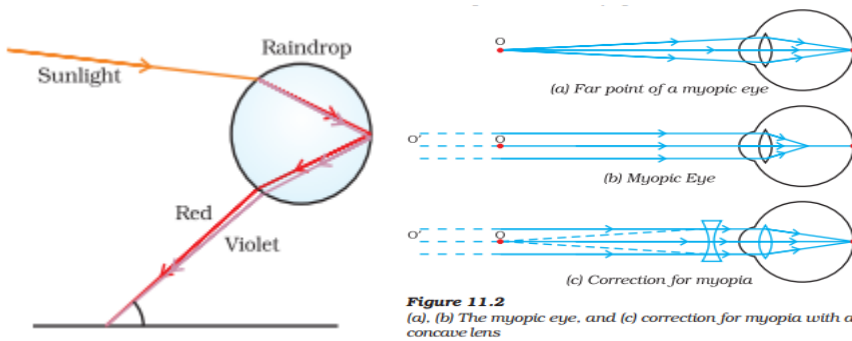 Raindrop
Sunlight
Red
Violet
O
(a) Far point of a myopic eye
O'
O
(b) Myopic Eye
O'
O
(c) Correction for myopia
Figure 11.2
(a), (b) The myopic eye, and (c) correction for myopia with a
concave lens